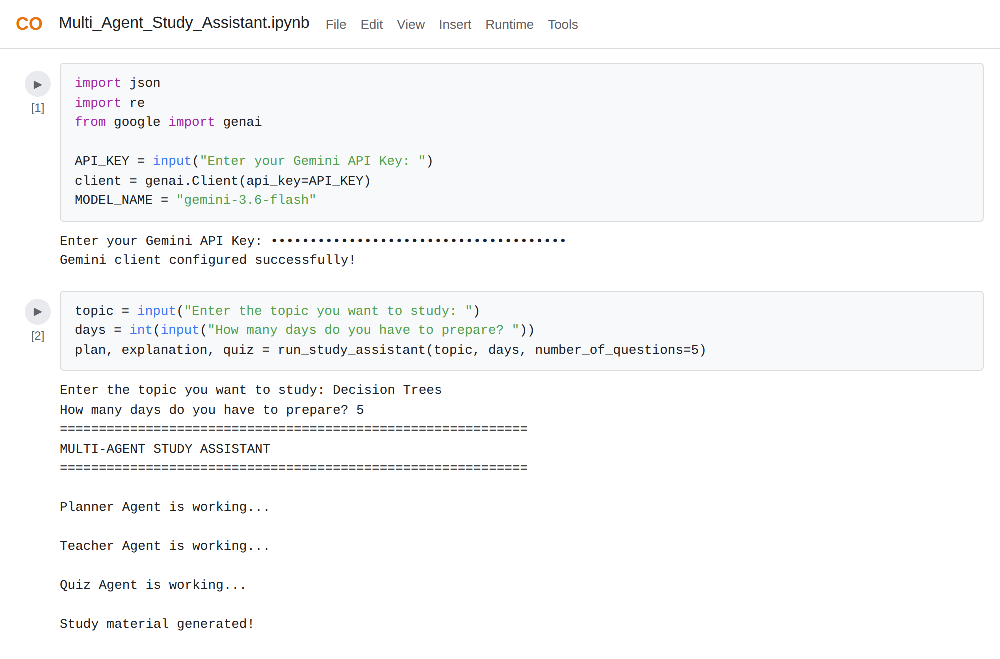 CO Multi_Agent_Study_Assistant.ipynb File Edit View Insert Runtime Tools
▶
[1]
import json
import re
from google import genai
API_KEY = input("Enter your Gemini API Key: ")
client = genai.Client(api_key=API_KEY)
MODEL_NAME = "gemini-3.6-flash"
Enter your Gemini API Key: ••••••••••••••••••••••••••••••••••••••
Gemini client configured successfully!
▶
[2]
topic = input("Enter the topic you want to study: ")
days = int(input("How many days do you have to prepare? "))
plan, explanation, quiz = run_study_assistant(topic, days, number_of_questions=5)
Enter the topic you want to study: Decision Trees
How many days do you have to prepare? 5
============================================================
MULTI-AGENT STUDY ASSISTANT
============================================================
Planner Agent is working...
Teacher Agent is working...
Quiz Agent is working...
Study material generated!